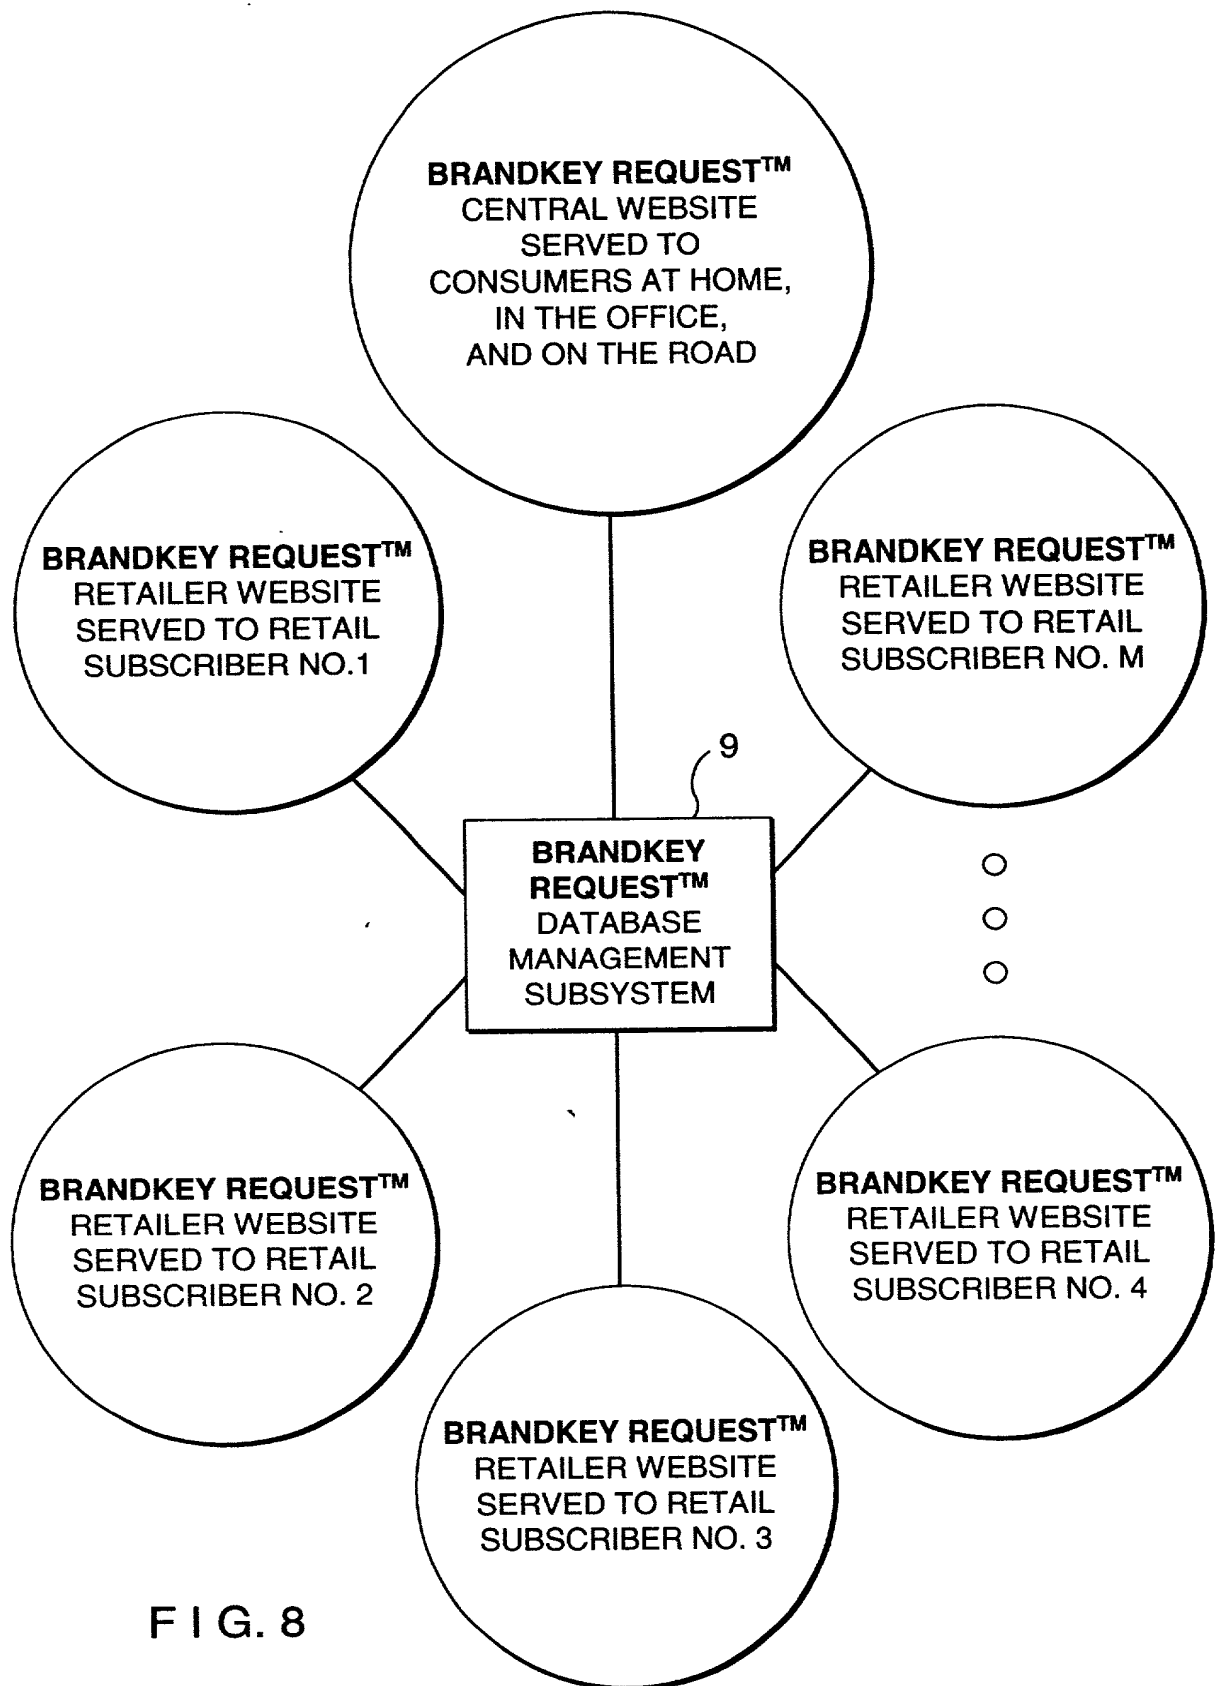 BRANDKEY REQUEST™
CENTRAL WEBSITE
SERVED TO
CONSUMERS AT HOME,
IN THE OFFICE,
AND ON THE ROAD
BRANDKEY REQUEST™
RETAILER WEBSITE
SERVED TO RETAIL
SUBSCRIBER NO.1
BRANDKEY REQUEST™
RETAILER WEBSITE
SERVED TO RETAIL
SUBSCRIBER NO. M
9
BRANDKEY
REQUEST™
DATABASE
MANAGEMENT
SUBSYSTEM
BRANDKEY REQUEST™
RETAILER WEBSITE
SERVED TO RETAIL
SUBSCRIBER NO. 2
BRANDKEY REQUEST™
RETAILER WEBSITE
SERVED TO RETAIL
SUBSCRIBER NO. 4
BRANDKEY REQUEST™
RETAILER WEBSITE
SERVED TO RETAIL
SUBSCRIBER NO. 3
FIG. 8